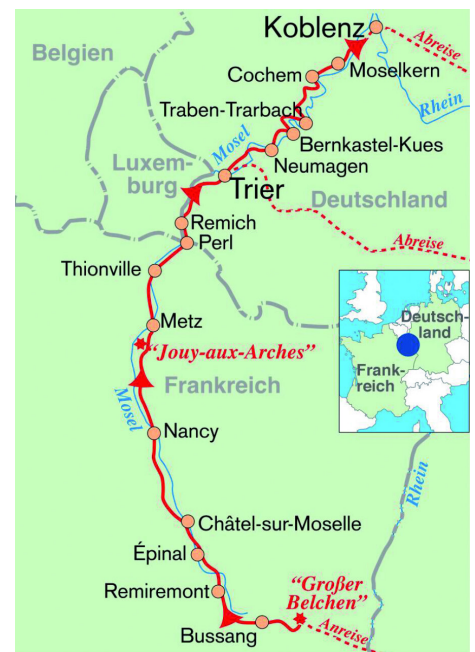 Koblenz
Belgien
Abreise
Cochem
Moselkern
Rhein
Traben-Trarbach
Mosel
Bernkastel-Kues
Luxem-
burg
Neumagen
Trier
Deutschland
Remich
Abreise
Perl
Thionville
Deutsch-
land
Frank-
reich
Metz
"Jouy-aux-Arches"
Frankreich
Mosel
Nancy
Rhein
Châtel-sur-Moselle
Épinal
"Großer
Belchen"
Remiremont
Anreise
Bussang